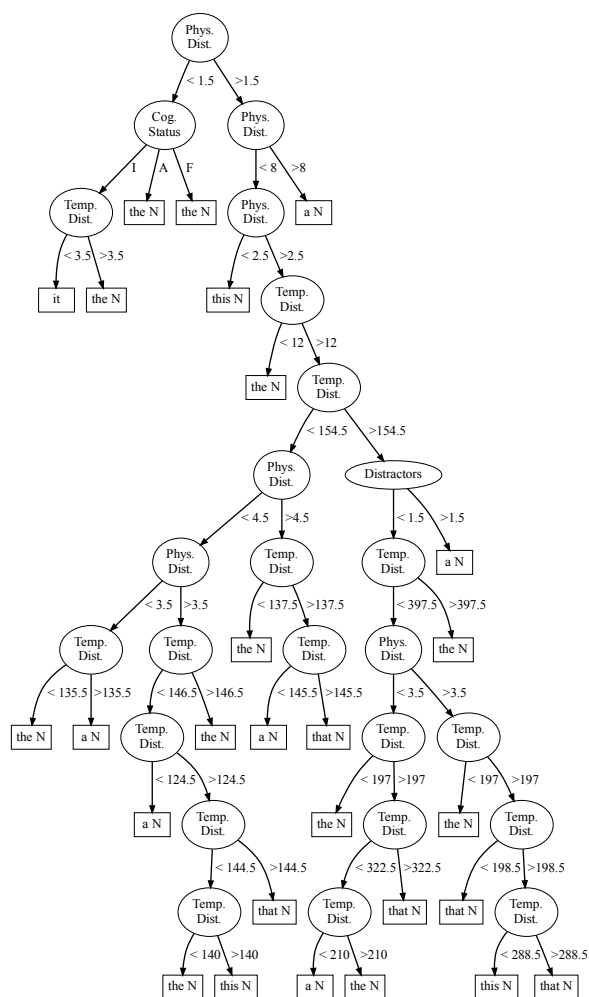 Phys.
Dist.
< 1.5 >1.5
Cog.
Status
Phys.
Dist.
I A F < 8 >8
Temp.
Dist.
the N the N
Phys.
Dist.
a N
< 3.5 >3.5 < 2.5 >2.5
it the N this N
Temp.
Dist.
< 12 >12
the N
Temp.
Dist.
< 154.5 >154.5
Phys.
Dist.
Distractors
< 4.5 >4.5 < 1.5 >1.5
Phys.
Dist.
Temp.
Dist.
Temp.
Dist.
a N
< 3.5 >3.5 < 137.5 >137.5 < 397.5 >397.5
Temp.
Dist.
Temp.
Dist.
the N
Temp.
Dist.
Phys.
Dist.
the N
< 135.5 >135.5 < 146.5 >146.5 < 145.5 >145.5 < 3.5 >3.5
the N a N
Temp.
Dist.
the N a N that N
Temp.
Dist.
Temp.
Dist.
< 124.5 >124.5 < 197 >197 < 197 >197
a N
Temp.
Dist.
the N
Temp.
Dist.
the N
Temp.
Dist.
< 144.5 >144.5 < 322.5 >322.5 < 198.5 >198.5
Temp.
Dist.
that N
Temp.
Dist.
that N that N
Temp.
Dist.
< 140 >140 < 210 >210 < 288.5 >288.5
the N this N a N the N this N that N